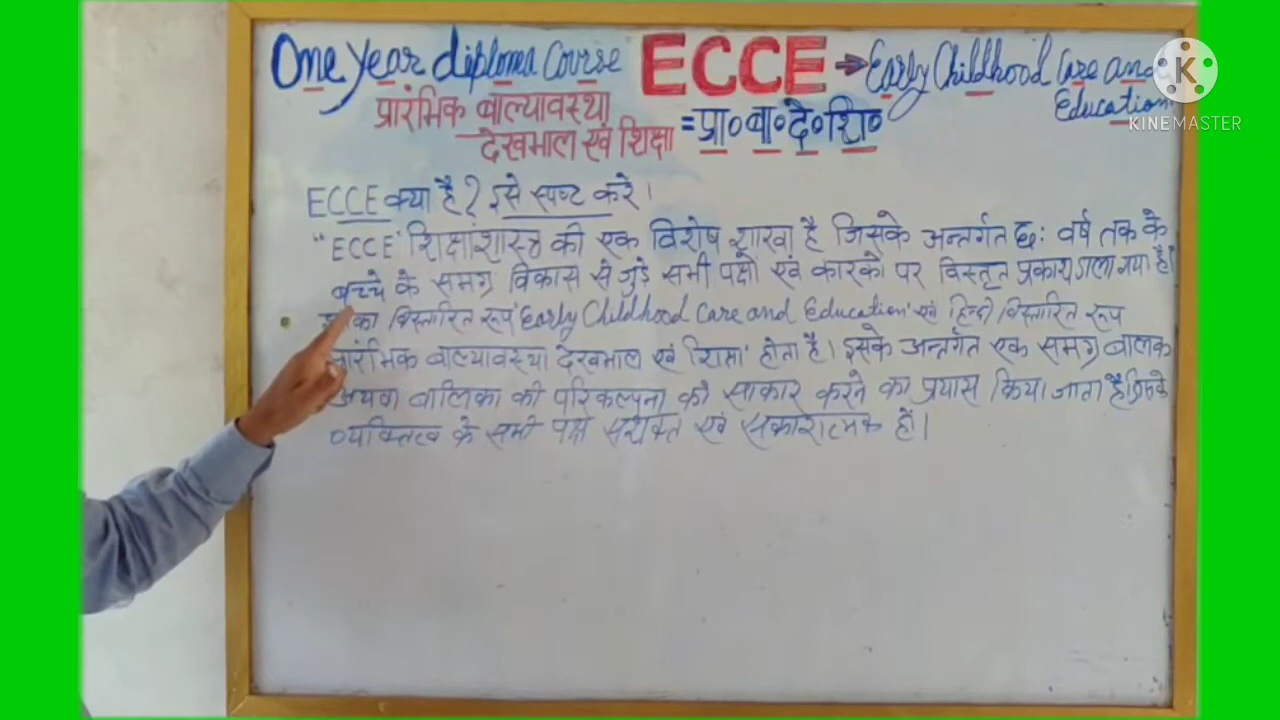 One year diploma Course ECCE → Early Childhood Care and Education
प्रारंमिक बाल्यावस्था
देखभाल एवं शिक्षा = प्रा० बा० दे० शि०
KINEMASTER
ECCE क्या है? इसे स्पष्ट करे।
"ECCE' शिक्षाशास्त्र की एक विशेष शाखा है जिसके अन्तर्गत छ: वर्ष तक के
बच्चे के समग्र विकास से जुड़े सभी पक्षो एवं कारको पर विस्तृत प्रकाश डाला गया है।
का विस्तारित रूप 'Early Childhood Care and Education' एवं हिन्दी विस्तारित रूप
बाल्यावस्था देखभाल एवं शिक्षा' होता है। इसके अन्तर्गत एक समग्र बालक
अथवा बालिका की परिकल्पना को साकार करने का प्रयास किया जाता है जिनके
व्यक्तित्व के सभी पक्ष सशक्त एवं सकारात्मक हों।